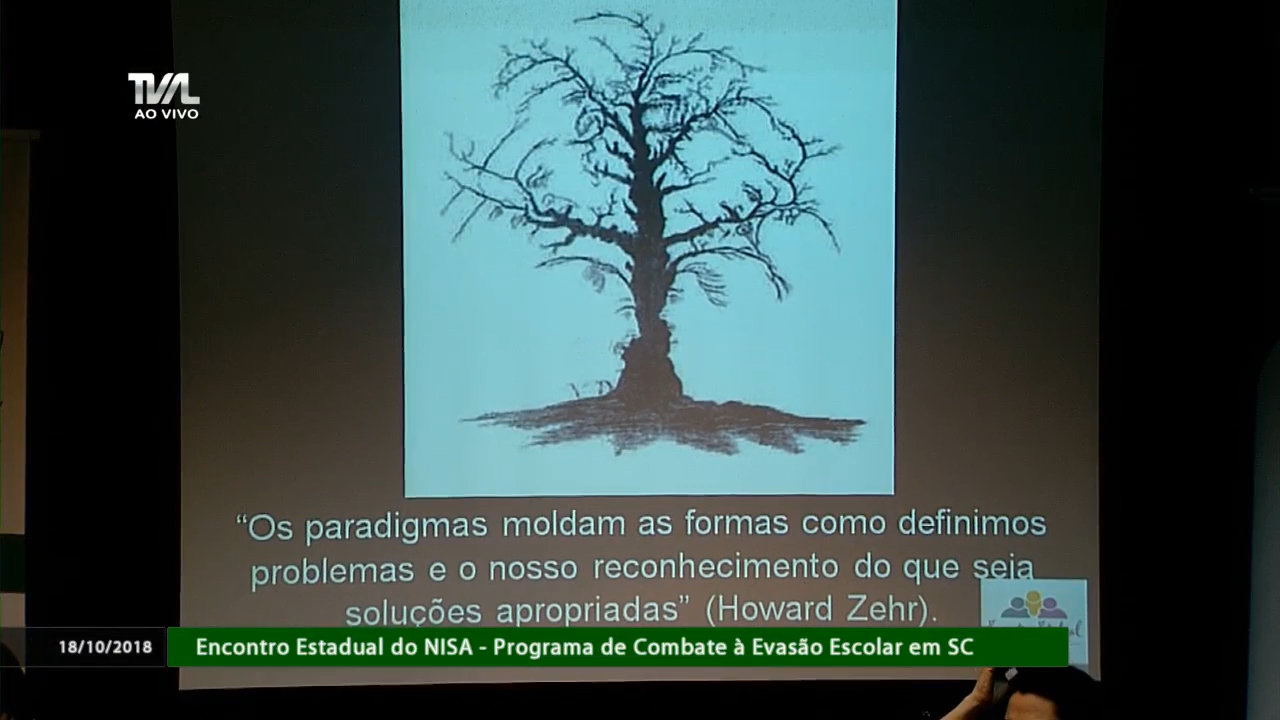 TVAL
AO VIVO
“Os paradigmas moldam as formas como definimos
problemas e o nosso reconhecimento do que seja
soluções apropriadas” (Howard Zehr).
18/10/2018
Encontro Estadual do NISA - Programa de Combate à Evasão Escolar em SC